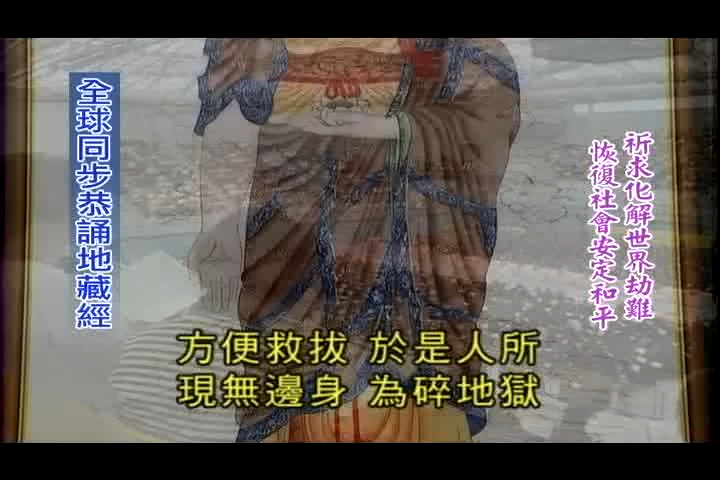 全球同步恭誦地藏經
祈求化解世界劫難
恢復社會安定和平
方便救拔 於是人所
現無邊身 為碎地獄